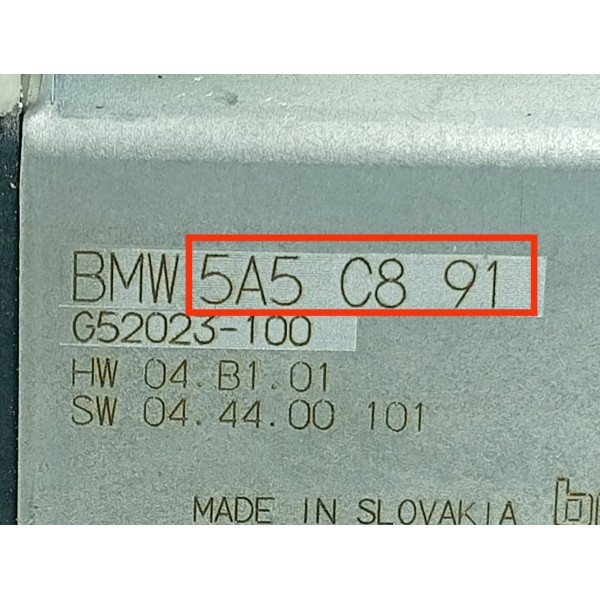 BMW 5A5 C8 91
G52023-100
HW 04.B1.01
SW 04.44.00 101
MADE IN SLOVAKIA